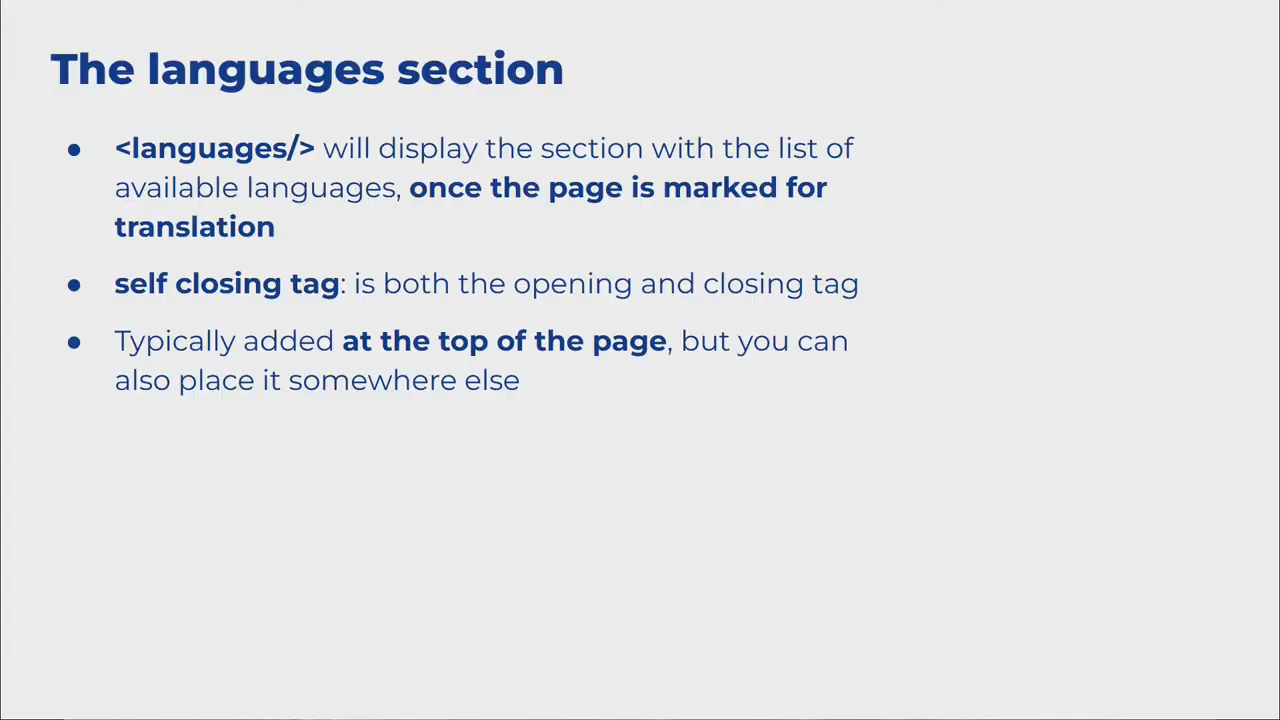 The languages section
● <languages/> will display the section with the list of
available languages, once the page is marked for
translation
● self closing tag: is both the opening and closing tag
● Typically added at the top of the page, but you can
also place it somewhere else